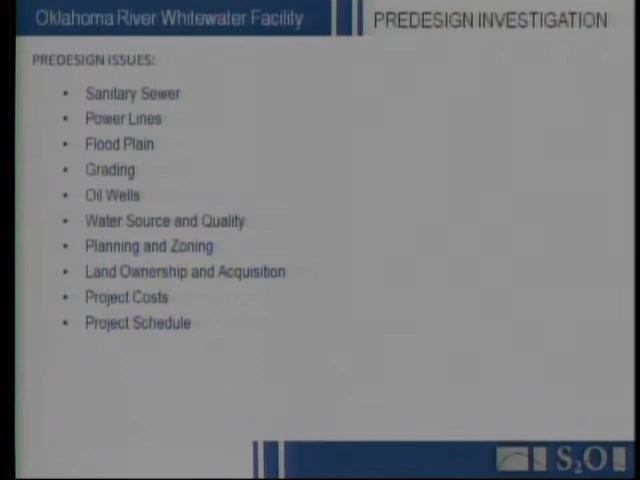 Oklahoma River Whitewater Facility
PREDESIGN INVESTIGATION
PREDESIGN ISSUES:
• Sanitary Sewer
• Power Lines
• Flood Plain
• Grading
• Oil Wells
• Water Source and Quality
• Planning and Zoning
• Land Ownership and Acquisition
• Project Costs
• Project Schedule
S2O